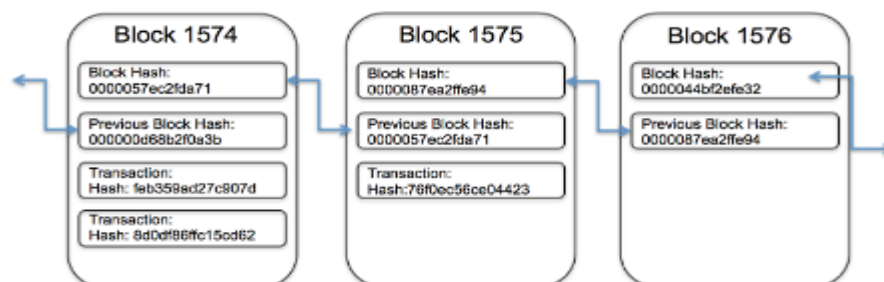 Block 1574
Block Hash:
0000057ec2fda71
Previous Block Hash:
000000d68b2f0a3b
Transaction:
Hash: feb359ad27c907d
Transaction:
Hash: 8d0df86ffc15cd62
Block 1575
Block Hash:
0000087ea2ffe94
Previous Block Hash:
0000057ec2fda71
Transaction:
Hash:76f0ec56ce04423
Block 1576
Block Hash:
0000044bf2efe32
Previous Block Hash:
0000087ea2ffe94